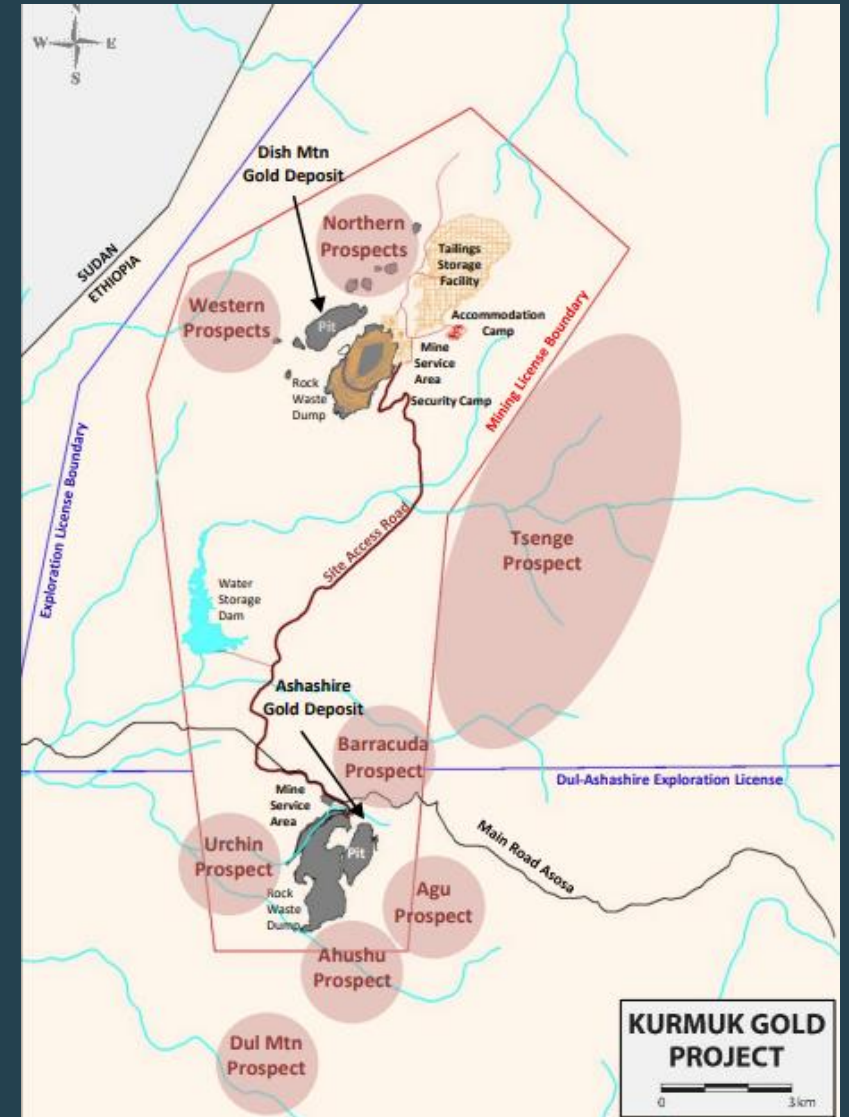 N
W E
S
Dish Mtn
Gold Deposit
Northern
Prospects
Tailings
Storage
Facility
SUDAN
ETHIOPIA
Western
Prospects
Pit
Accommodation
Camp
Mine
Service
Area
Rock
Waste
Dump
Security Camp
Mining License Boundary
Exploration License Boundary
Site Access Road
Tsenge
Prospect
Water
Storage
Dam
Ashashire
Gold Deposit
Barracuda
Prospect
Dul-Ashashire Exploration License
Mine
Service
Area
Main Road Asosa
Urchin
Prospect
Pit
Rock
Waste
Dump
Agu
Prospect
Ahushu
Prospect
Dul Mtn
Prospect
KURMUK GOLD
PROJECT
0 3km